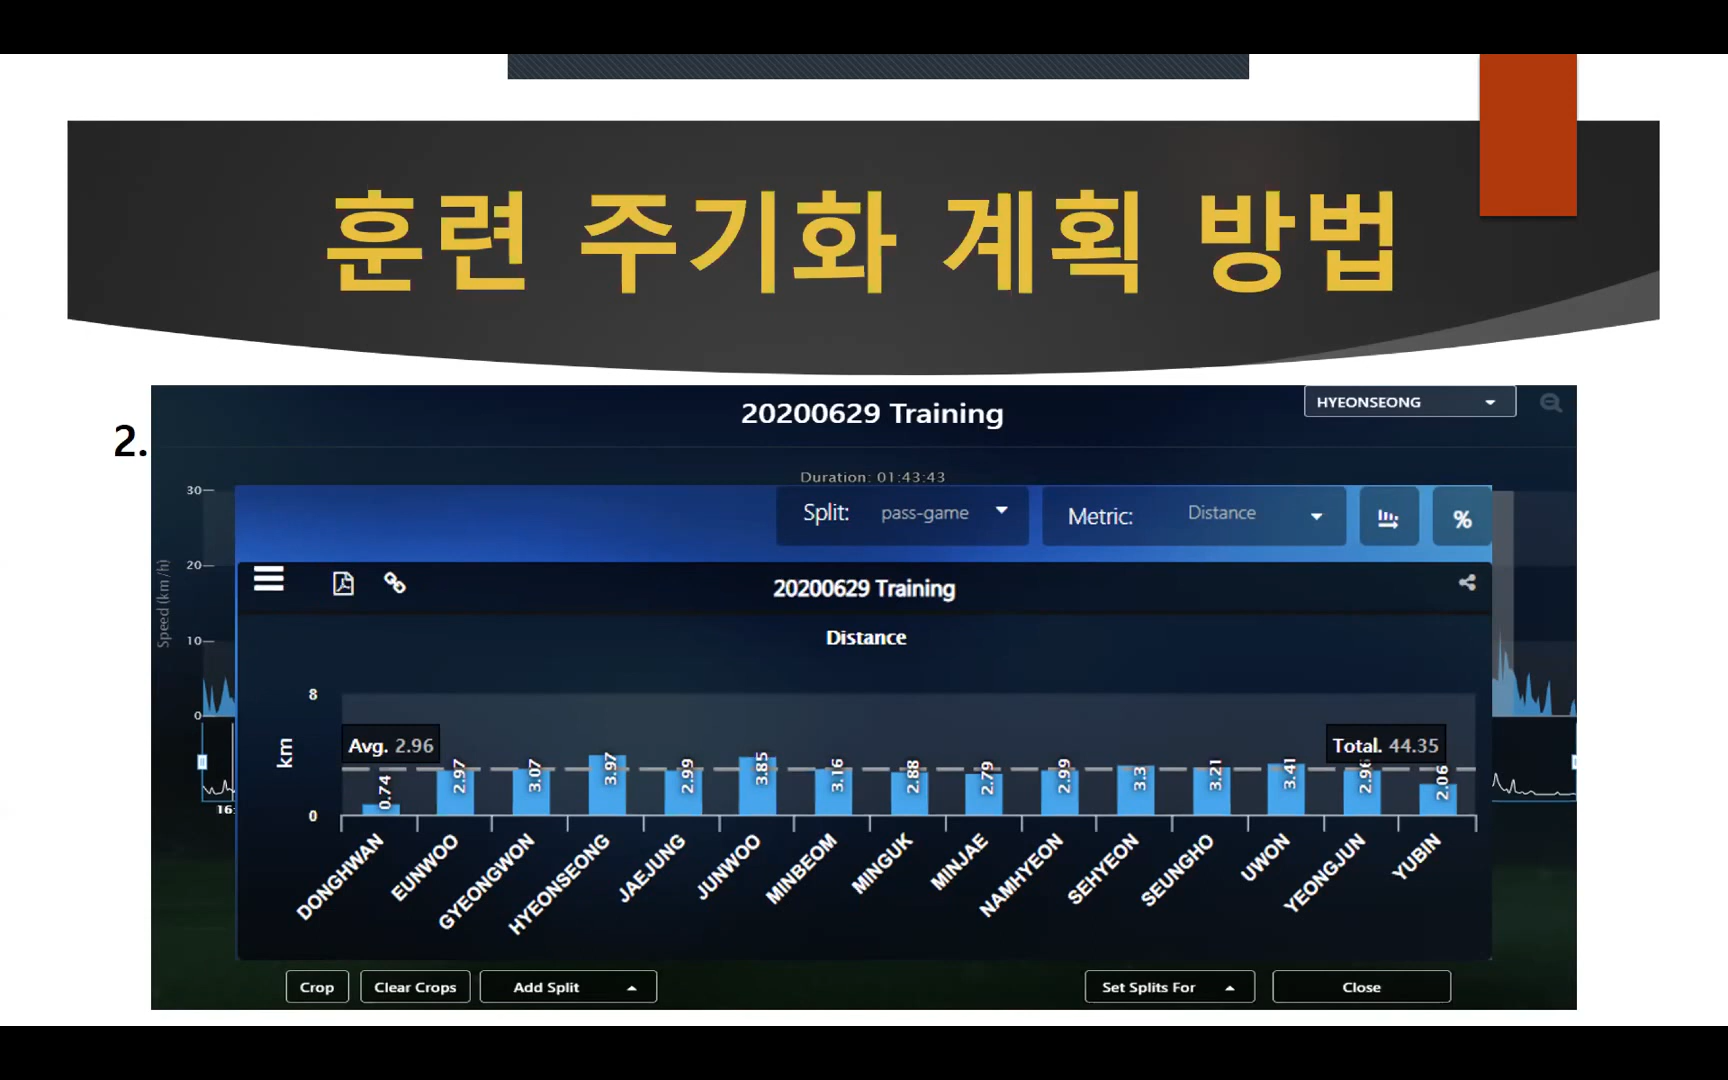 훈련 주기화 계획 방법
2.
20200629 Training
HYEONSEONG
Duration: 01:43:43
Split: pass-game
Metric: Distance
%
20200629 Training
Distance
Speed (km/h)
30
20
10
0
16:
km
8
0
Avg. 2.96
Total. 44.35
0.74
2.97
3.07
3.97
2.99
3.85
3.16
2.88
2.79
2.99
3.3
3.21
3.41
2.96
2.06
DONGHWAN
EUNWOO
GYEONGWON
HYEONSEONG
JAEJUNG
JUNWOO
MINBEOM
MINGUK
MINJAE
NAMHYEON
SEHYEON
SEUNGHO
UWON
YEONGJUN
YUBIN
Crop
Clear Crops
Add Split
Set Splits For
Close